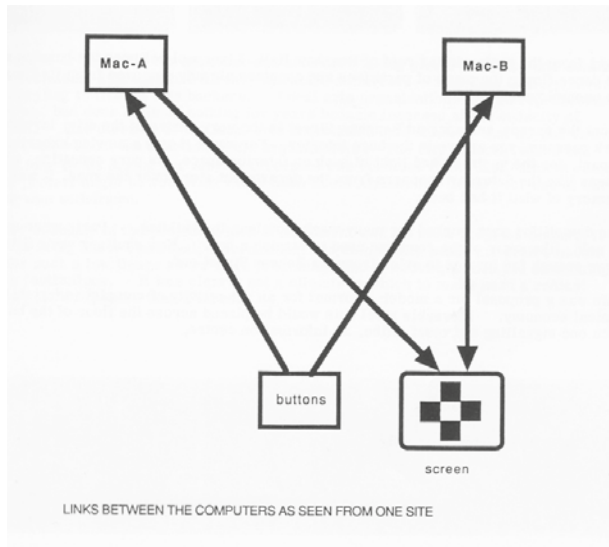 Mac-A
Mac-B
buttons
screen
LINKS BETWEEN THE COMPUTERS AS SEEN FROM ONE SITE